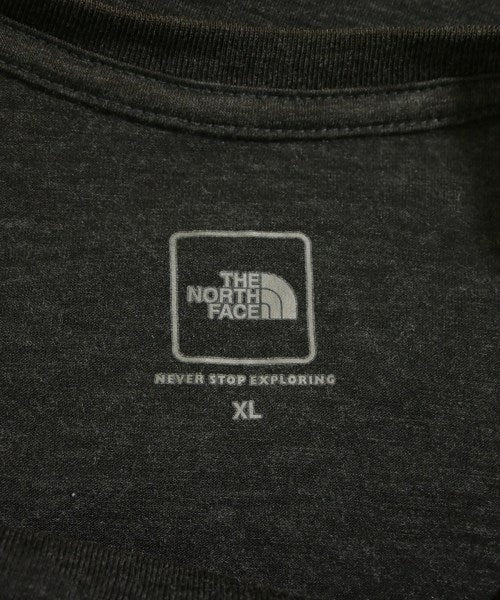 THE
NORTH
FACE
NEVER STOP EXPLORING
XL